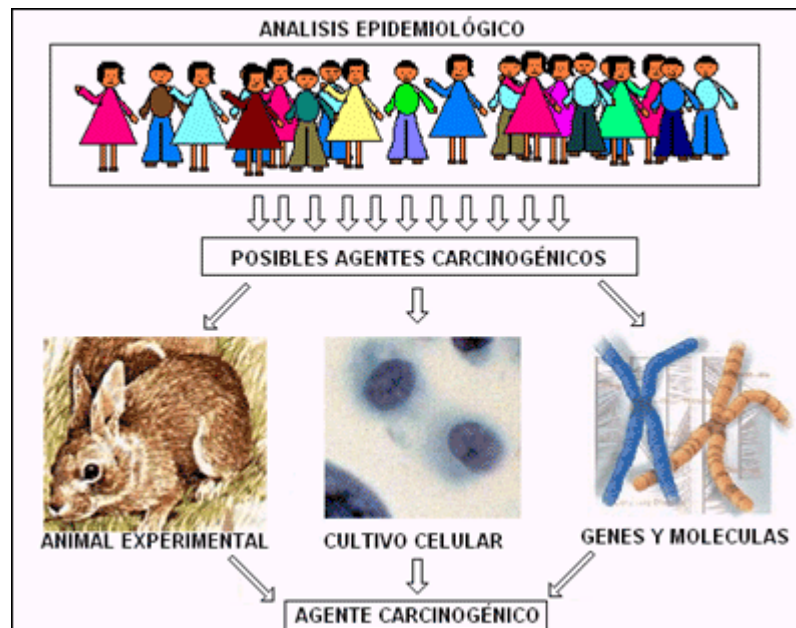 ANALISIS EPIDEMIOLÓGICO
POSIBLES AGENTES CARCINOGÉNICOS
ANIMAL EXPERIMENTAL
CULTIVO CELULAR
GENES Y MOLECULAS
AGENTE CARCINOGÉNICO